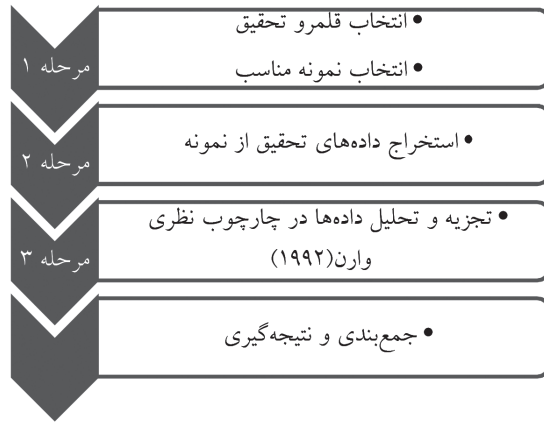 مرحله ۱
• انتخاب قلمرو تحقیق
• انتخاب نمونه مناسب
مرحله ۲
• استخراج داده‌های تحقیق از نمونه
مرحله ۳
• تجزیه و تحلیل داده‌ها در چارچوب نظری
وارن(۱۹۹۲)
• جمع‌بندی و نتیجه‌گیری